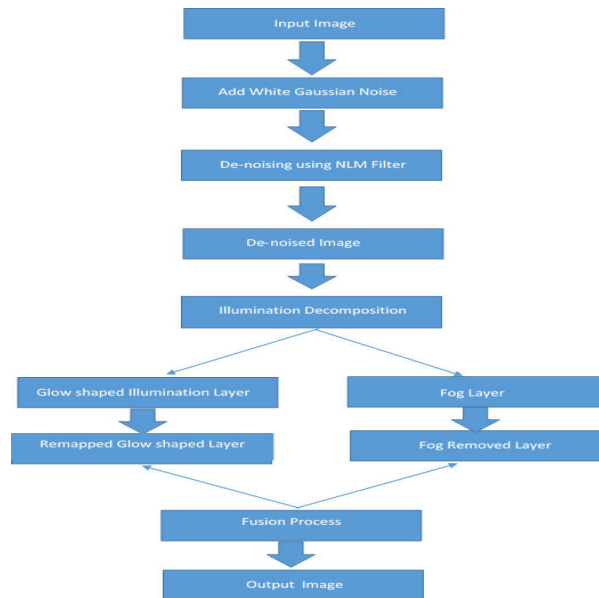 Input Image
Add White Gaussian Noise
De-noising using NLM Filter
De-noised Image
Illumination Decomposition
Glow shaped Illumination Layer
Fog Layer
Remapped Glow shaped Layer
Fog Removed Layer
Fusion Process
Output Image